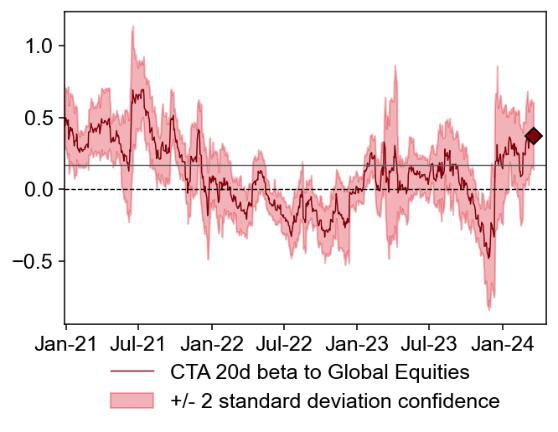 1.0
0.5
0.0
−0.5
Jan-21 Jul-21 Jan-22 Jul-22 Jan-23 Jul-23 Jan-24
CTA 20d beta to Global Equities
+/- 2 standard deviation confidence